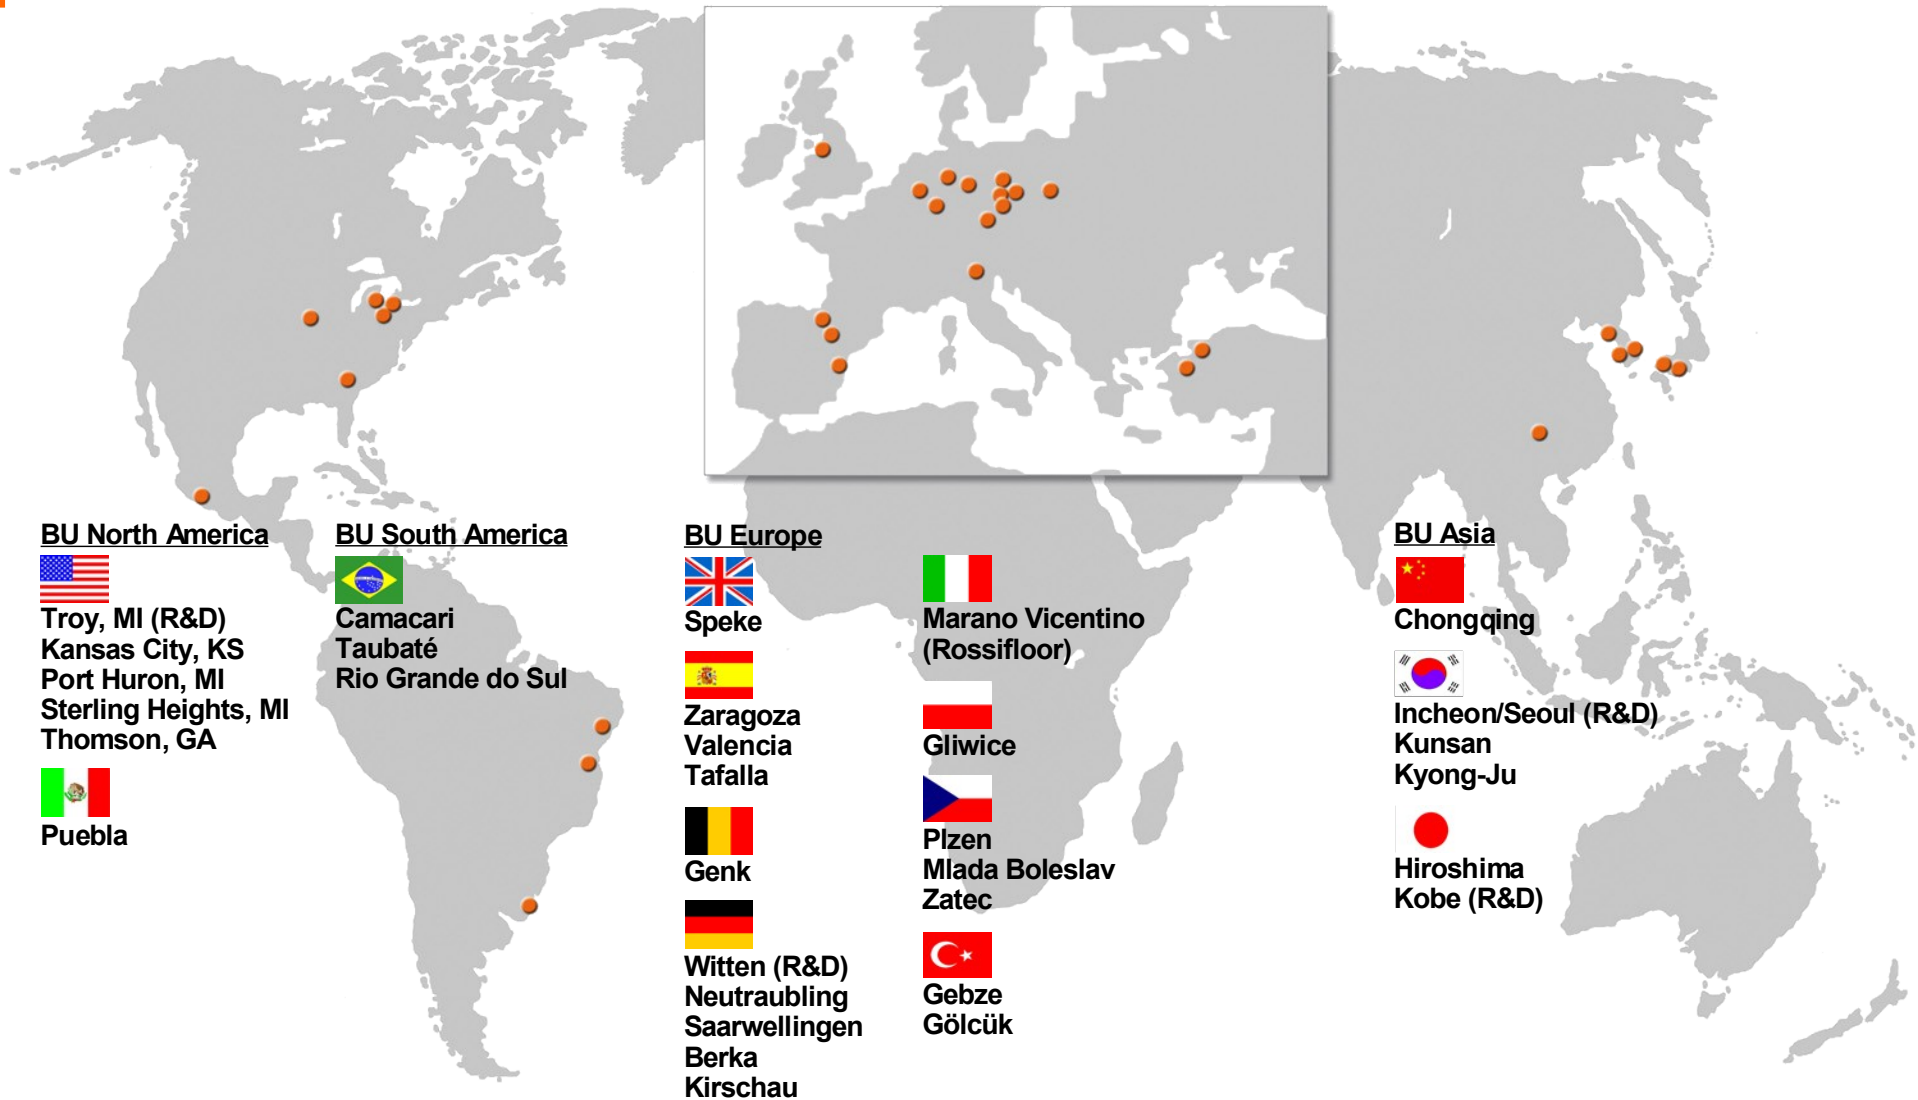 BU North America
Troy, MI (R&D)
Kansas City, KS
Port Huron, MI
Sterling Heights, MI
Thomson, GA
Puebla
BU South America
Camacari
Taubaté
Rio Grande do Sul
BU Europe
Speke
Zaragoza
Valencia
Tafalla
Genk
Witten (R&D)
Neutraubling
Saarwellingen
Berka
Kirschau
Marano Vicentino
(Rossifloor)
Gliwice
Plzen
Mlada Boleslav
Zatec
Gebze
Gölcük
BU Asia
Chongqing
Incheon/Seoul (R&D)
Kunsan
Kyong-Ju
Hiroshima
Kobe (R&D)